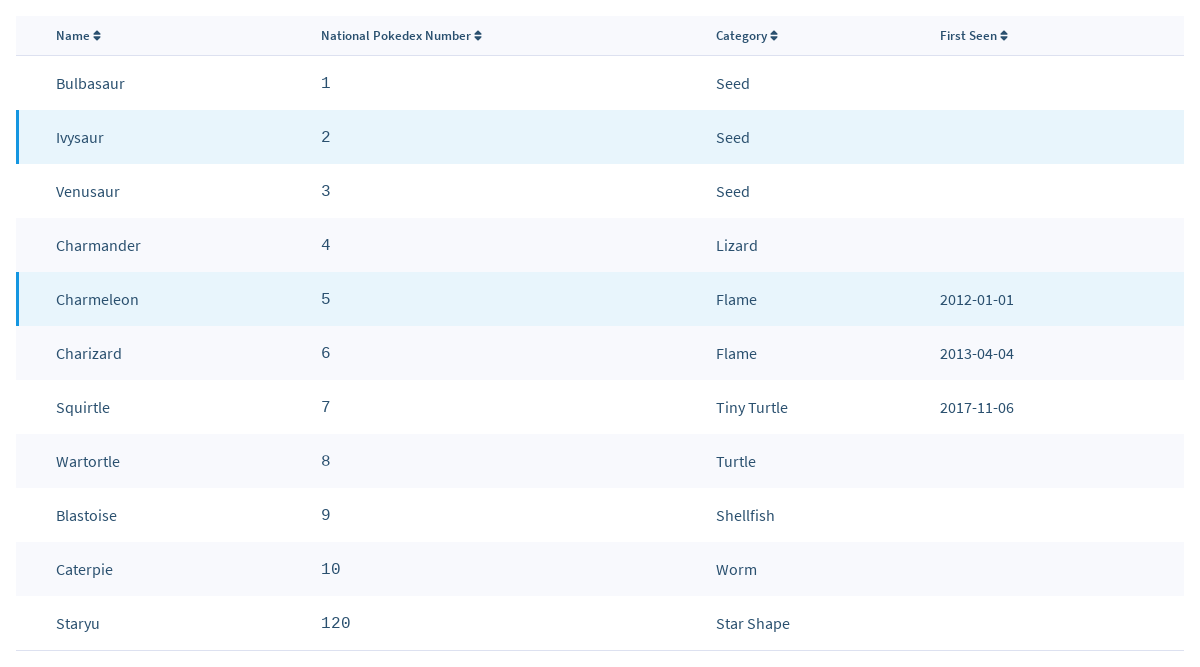 Name National Pokedex Number Category First Seen
Bulbasaur 1 Seed
Ivysaur 2 Seed
Venusaur 3 Seed
Charmander 4 Lizard
Charmeleon 5 Flame 2012-01-01
Charizard 6 Flame 2013-04-04
Squirtle 7 Tiny Turtle 2017-11-06
Wartortle 8 Turtle
Blastoise 9 Shellfish
Caterpie 10 Worm
Staryu 120 Star Shape